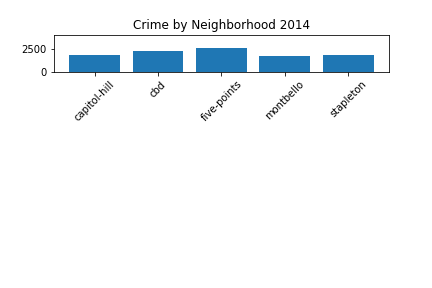 Crime by Neighborhood 2014
2500
0
capitol-hill
cbd
five-points
montbello
stapleton